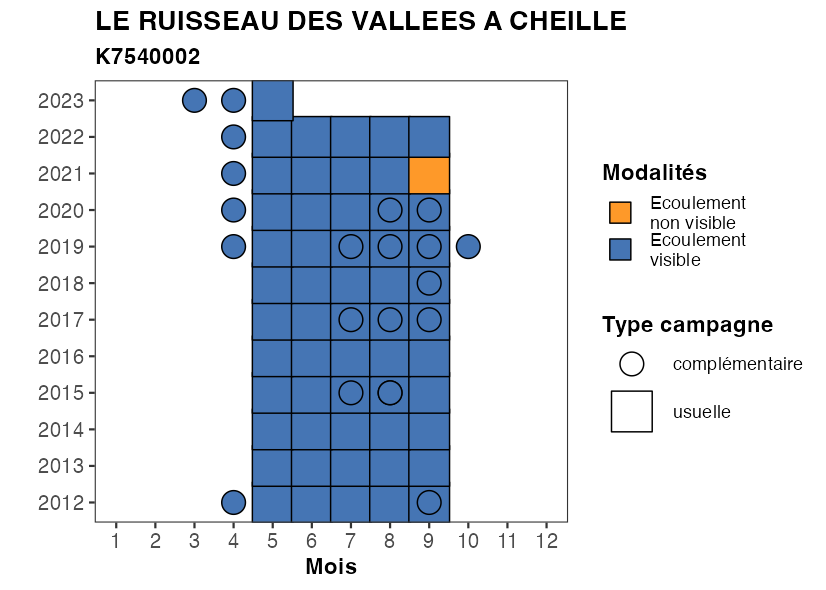 LE RUISSEAU DES VALLEES A CHEILLE
K7540002
2023
2022
2021
2020
2019
2018
2017
2016
2015
2014
2013
2012
1 2 3 4 5 6 7 8 9 10 11 12
Mois
Modalités
Ecoulement
non visible
Ecoulement
visible
Type campagne
complémentaire
usuelle